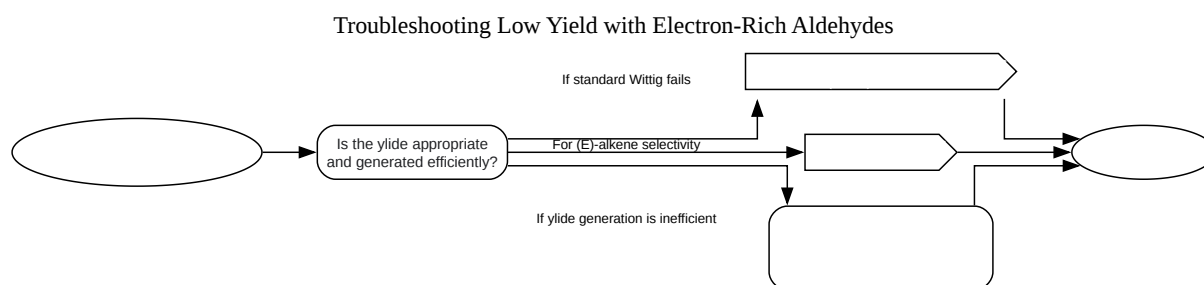 Troubleshooting Low Yield with Electron-Rich Aldehydes
If standard Wittig fails
Is the ylide appropriate
and generated efficiently?
For (E)-alkene selectivity
If ylide generation is inefficient